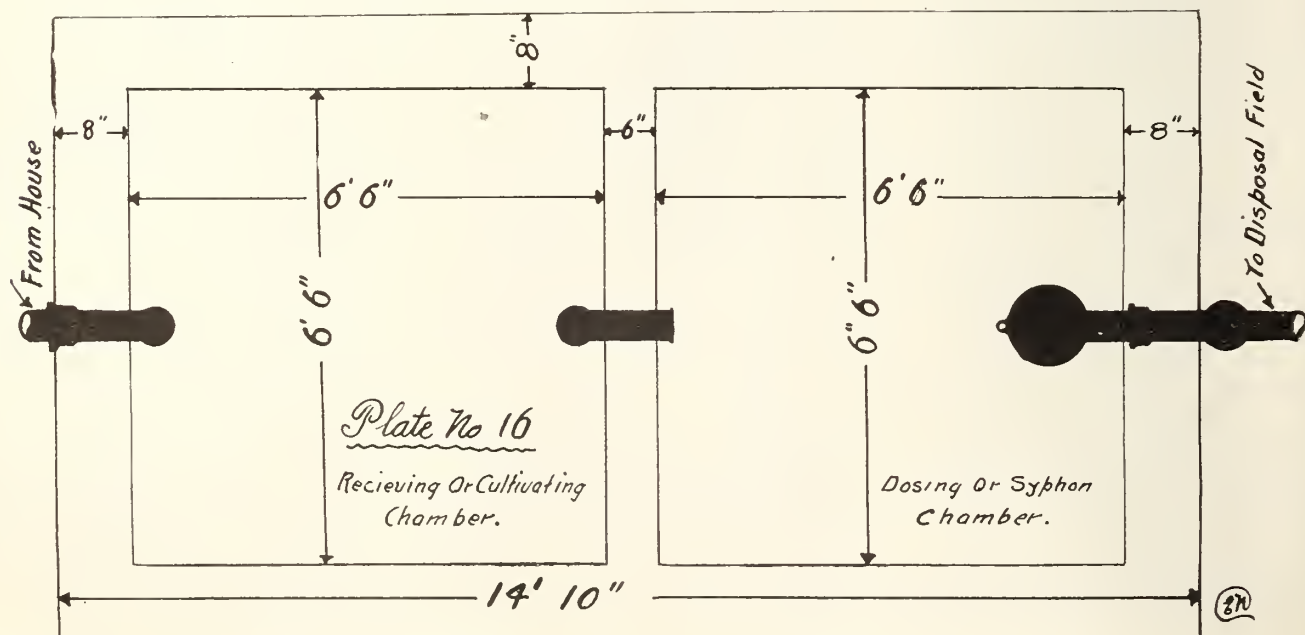 8"
8"
6"
8"
From House
6' 6"
6' 6"
6' 6"
6" 6"
To Disposal Field
Plate No 16
Recieving Or Cultivating
Chamber.
Dosing Or Syphon
Chamber.
14' 10"